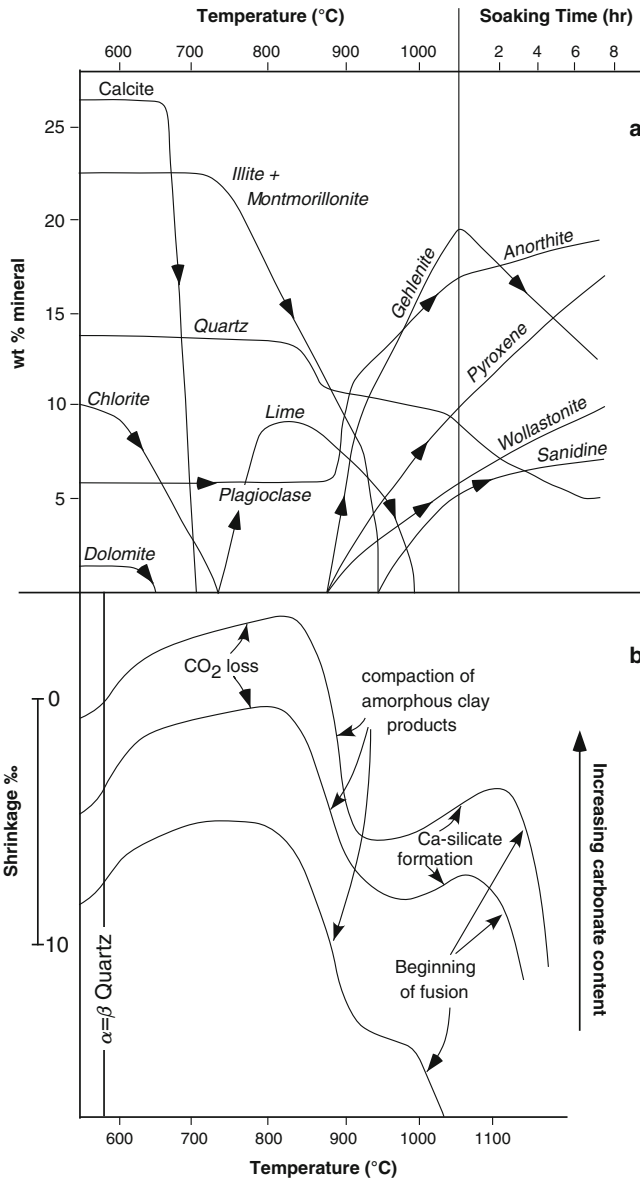 Temperature (°C) Soaking Time (hr)
600 700 800 900 1000 2 4 6 8
a
wt % mineral
25
20
15
10
5
Calcite
Illite +
Montmorillonite
Quartz
Chlorite
Lime
Plagioclase
Dolomite
Gehlenite
Anorthite
Pyroxene
Wollastonite
Sanidine
b
Shrinkage ‰
0
10
α=β Quartz
CO2 loss
compaction of
amorphous clay
products
Ca-silicate
formation
Beginning
of fusion
Increasing carbonate content
600 700 800 900 1000 1100
Temperature (°C)